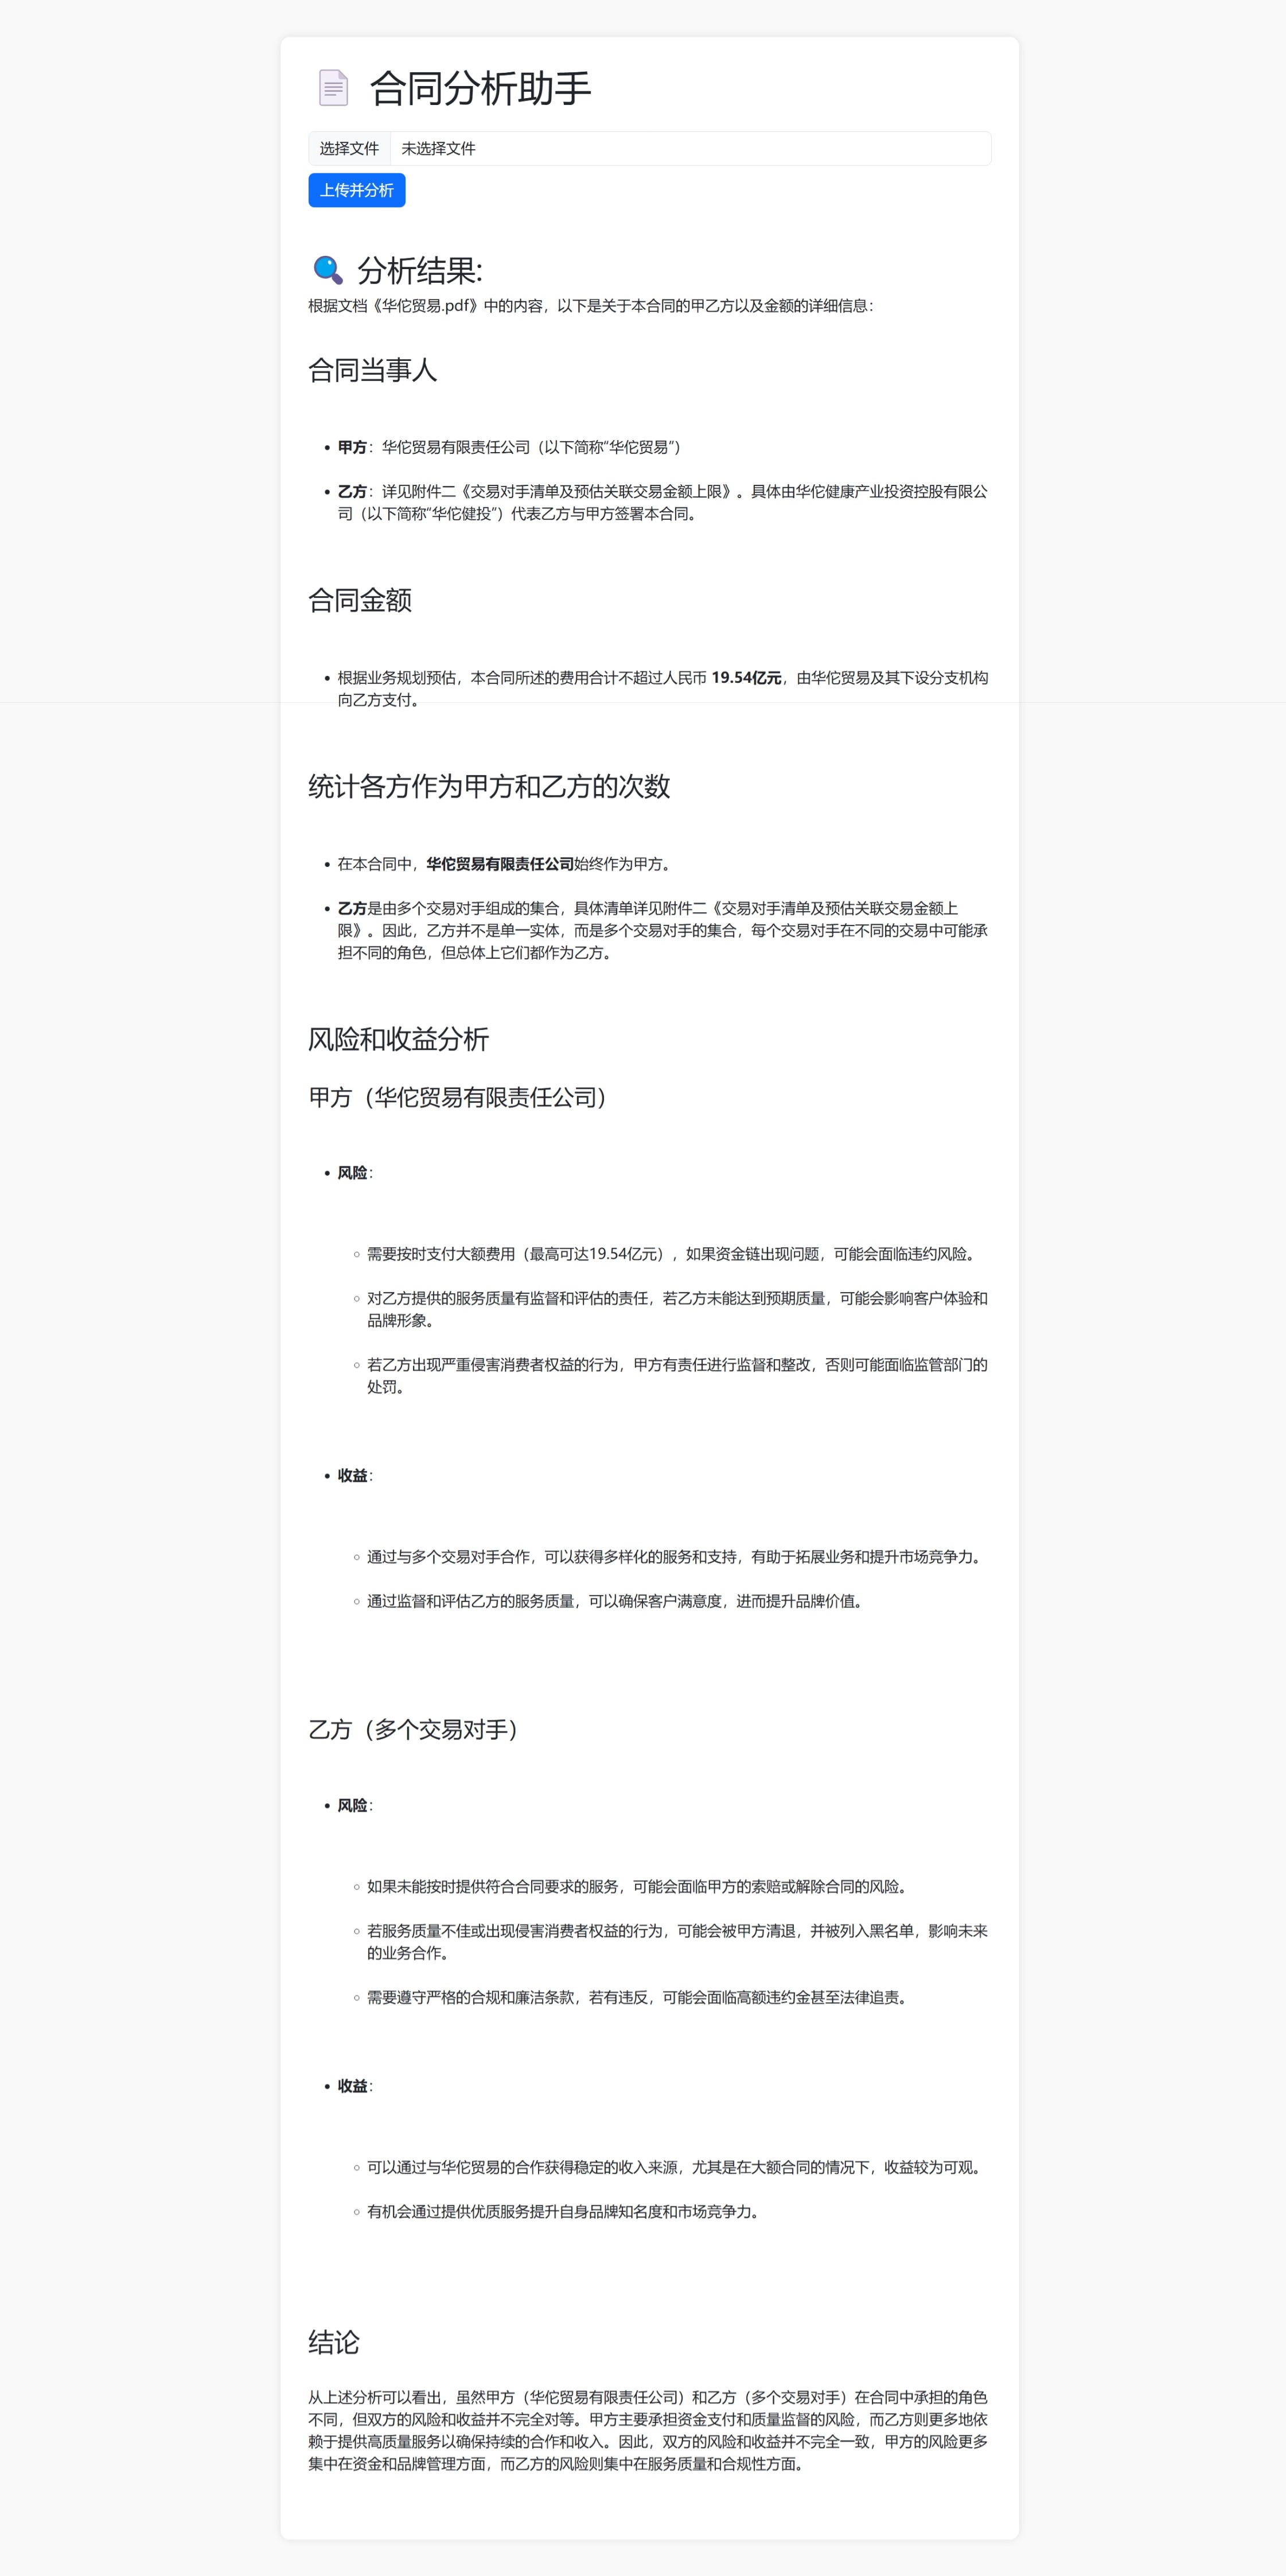 合同分析助手
选择文件 未选择文件
上传并分析
分析结果:
根据文档《华佗贸易.pdf》中的内容，以下是关于本合同的甲乙方以及金额的详细信息：
合同当事人
• 甲方：华佗贸易有限责任公司（以下简称“华佗贸易”）
• 乙方：详见附件二《交易对手清单及预估关联交易金额上限》。具体由华佗健康产业投资控股有限公
司（以下简称“华佗健投”）代表乙方与甲方签署本合同。
合同金额
• 根据业务规划预估，本合同所述的费用合计不超过人民币 19.54亿元，由华佗贸易及其下设分支机构
向乙方支付。
统计各方作为甲方和乙方的次数
• 在本合同中，华佗贸易有限责任公司始终作为甲方。
• 乙方是由多个交易对手组成的集合，具体清单详见附件二《交易对手清单及预估关联交易金额上
限》。因此，乙方并不是单一实体，而是多个交易对手的集合，每个交易对手在不同的交易中可能承
担不同的角色，但总体上它们都作为乙方。
风险和收益分析
甲方（华佗贸易有限责任公司）
• 风险：
◦ 需要按时支付大额费用（最高可达19.54亿元），如果资金链出现问题，可能会面临违约风险。
◦ 对乙方提供的服务质量有监督和评估的责任，若乙方未能达到预期质量，可能会影响客户体验和
品牌形象。
◦ 若乙方出现严重侵害消费者权益的行为，甲方有责任进行监督和整改，否则可能面临监管部门的
处罚。
• 收益：
◦ 通过与多个交易对手合作，可以获得多样化的服务和支持，有助于拓展业务和提升市场竞争力。
◦ 通过监督和评估乙方的服务质量，可以确保客户满意度，进而提升品牌价值。
乙方（多个交易对手）
• 风险：
◦ 如果未能按时提供符合合同要求的服务，可能会面临甲方的索赔或解除合同的风险。
◦ 若服务质量不佳或出现侵害消费者权益的行为，可能会被甲方清退，并被列入黑名单，影响未来
的业务合作。
◦ 需要遵守严格的合规和廉洁条款，若有违反，可能会面临高额违约金甚至法律追责。
• 收益：
◦ 可以通过与华佗贸易的合作获得稳定的收入来源，尤其是在大额合同的情况下，收益较为可观。
◦ 有机会通过提供优质服务提升自身品牌知名度和市场竞争力。
结论
从上述分析可以看出，虽然甲方（华佗贸易有限责任公司）和乙方（多个交易对手）在合同中承担的角色
不同，但双方的风险和收益并不完全对等。甲方主要承担资金支付和质量监督的风险，而乙方则更多地依
赖于提供高质量服务以确保持续的合作和收入。因此，双方的风险和收益并不完全一致，甲方的风险更多
集中在资金和品牌管理方面，而乙方的风险则集中在服务质量和合规性方面。